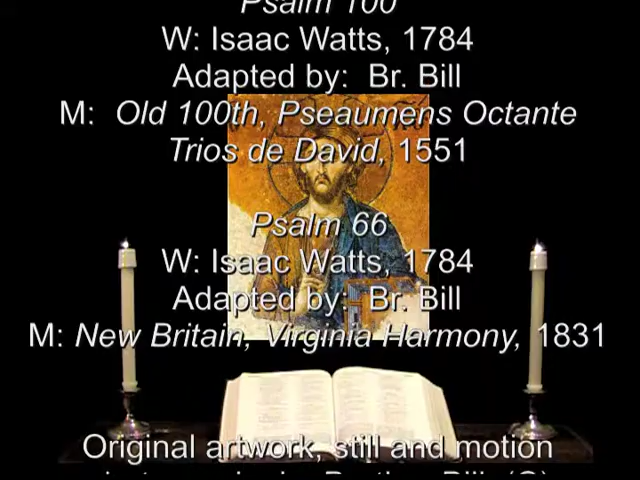 Psalm 100
W: Isaac Watts, 1784
Adapted by: Br. Bill
M: Old 100th, Pseaumens Octante
Trios de David, 1551
Psalm 66
W: Isaac Watts, 1784
Adapted by: Br. Bill
M: New Britain, Virginia Harmony, 1831
Original artwork, still and motion